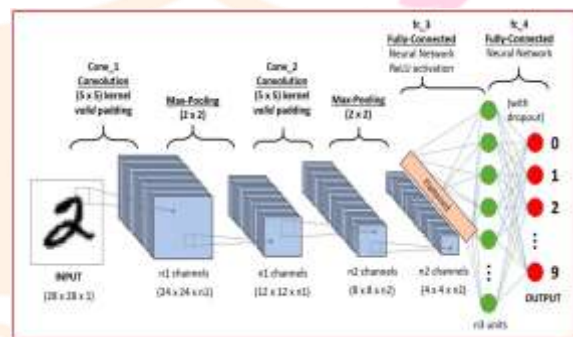 fc_3
Fully-Connected
Neural Network
ReLU activation
fc_4
Fully-Connected
Neural Network
Conv_1
Convolution
(5 x 5) kernel
valid padding
Max-Pooling
(2 x 2)
Conv_2
Convolution
(5 x 5) kernel
valid padding
Max-Pooling
(2 x 2)
(with
dropout)
0
1
2
9
Flattened
INPUT
(28 x 28 x 1)
n1 channels
(24 x 24 x n1)
n1 channels
(12 x 12 x n1)
n2 channels
(8 x 8 x n2)
n2 channels
(4 x 4 x n2)
n3 units
OUTPUT
2